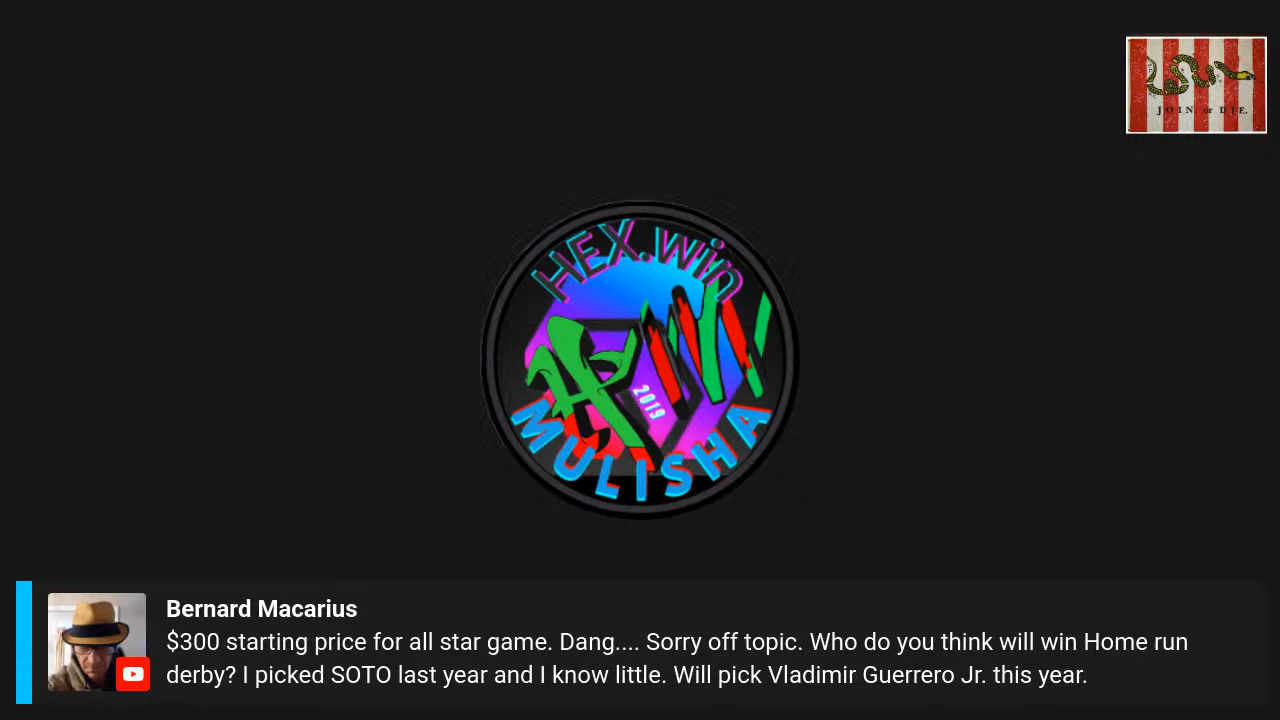 JOIN or DIE.
HEX.win
2019
MULISHA
Bernard Macarius
$300 starting price for all star game. Dang.... Sorry off topic. Who do you think will win Home run
derby? I picked SOTO last year and I know little. Will pick Vladimir Guerrero Jr. this year.